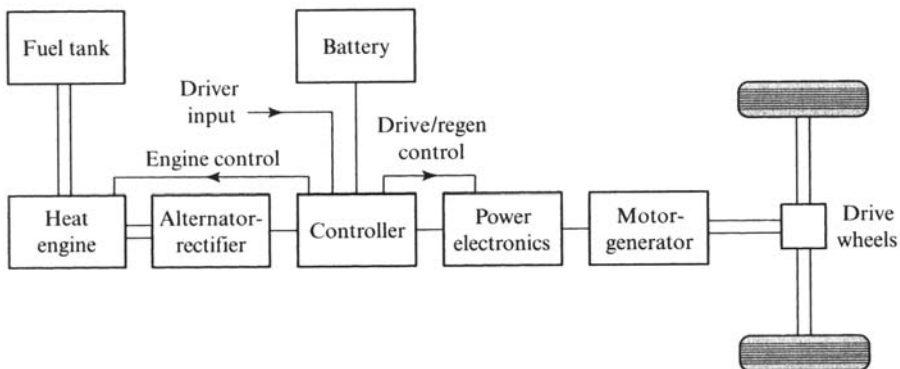 Fuel tank
Battery
Driver
input
Drive/regen
control
Engine control
Heat
engine
Alternator-
rectifier
Controller
Power
electronics
Motor-
generator
Drive
wheels